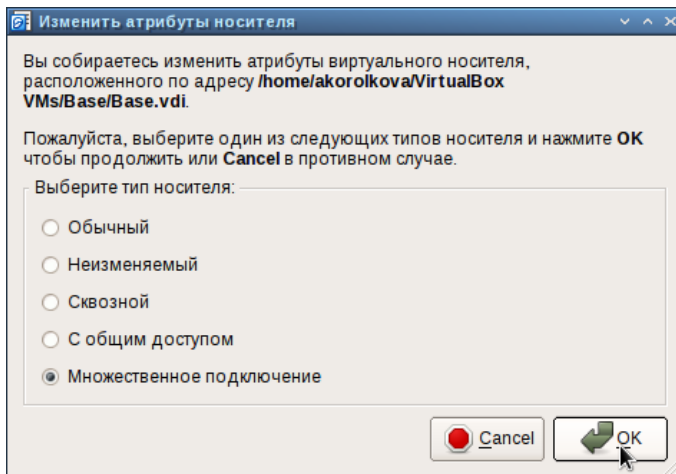 Изменить атрибуты носителя
Вы собираетесь изменить атрибуты виртуального носителя,
расположенного по адресу /home/akorolkova/VirtualBox
VMs/Base/Base.vdi.
Пожалуйста, выберите один из следующих типов носителя и нажмите OK
чтобы продолжить или Cancel в противном случае.
Выберите тип носителя:
Обычный
Неизменяемый
Сквозной
С общим доступом
Множественное подключение
Cancel OK